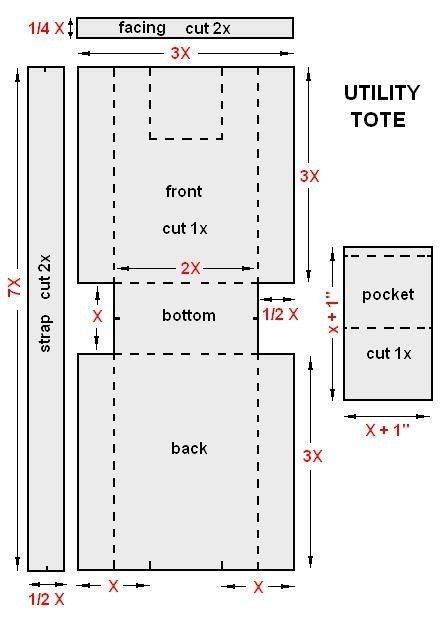 1/4 X
facing cut 2x
3X
UTILITY
TOTE
3X
front
cut 1x
2X
7X
strap cut 2x
X
bottom
1/2 X
x + 1"
pocket
cut 1x
X + 1"
back
3X
1/2 X
X
X